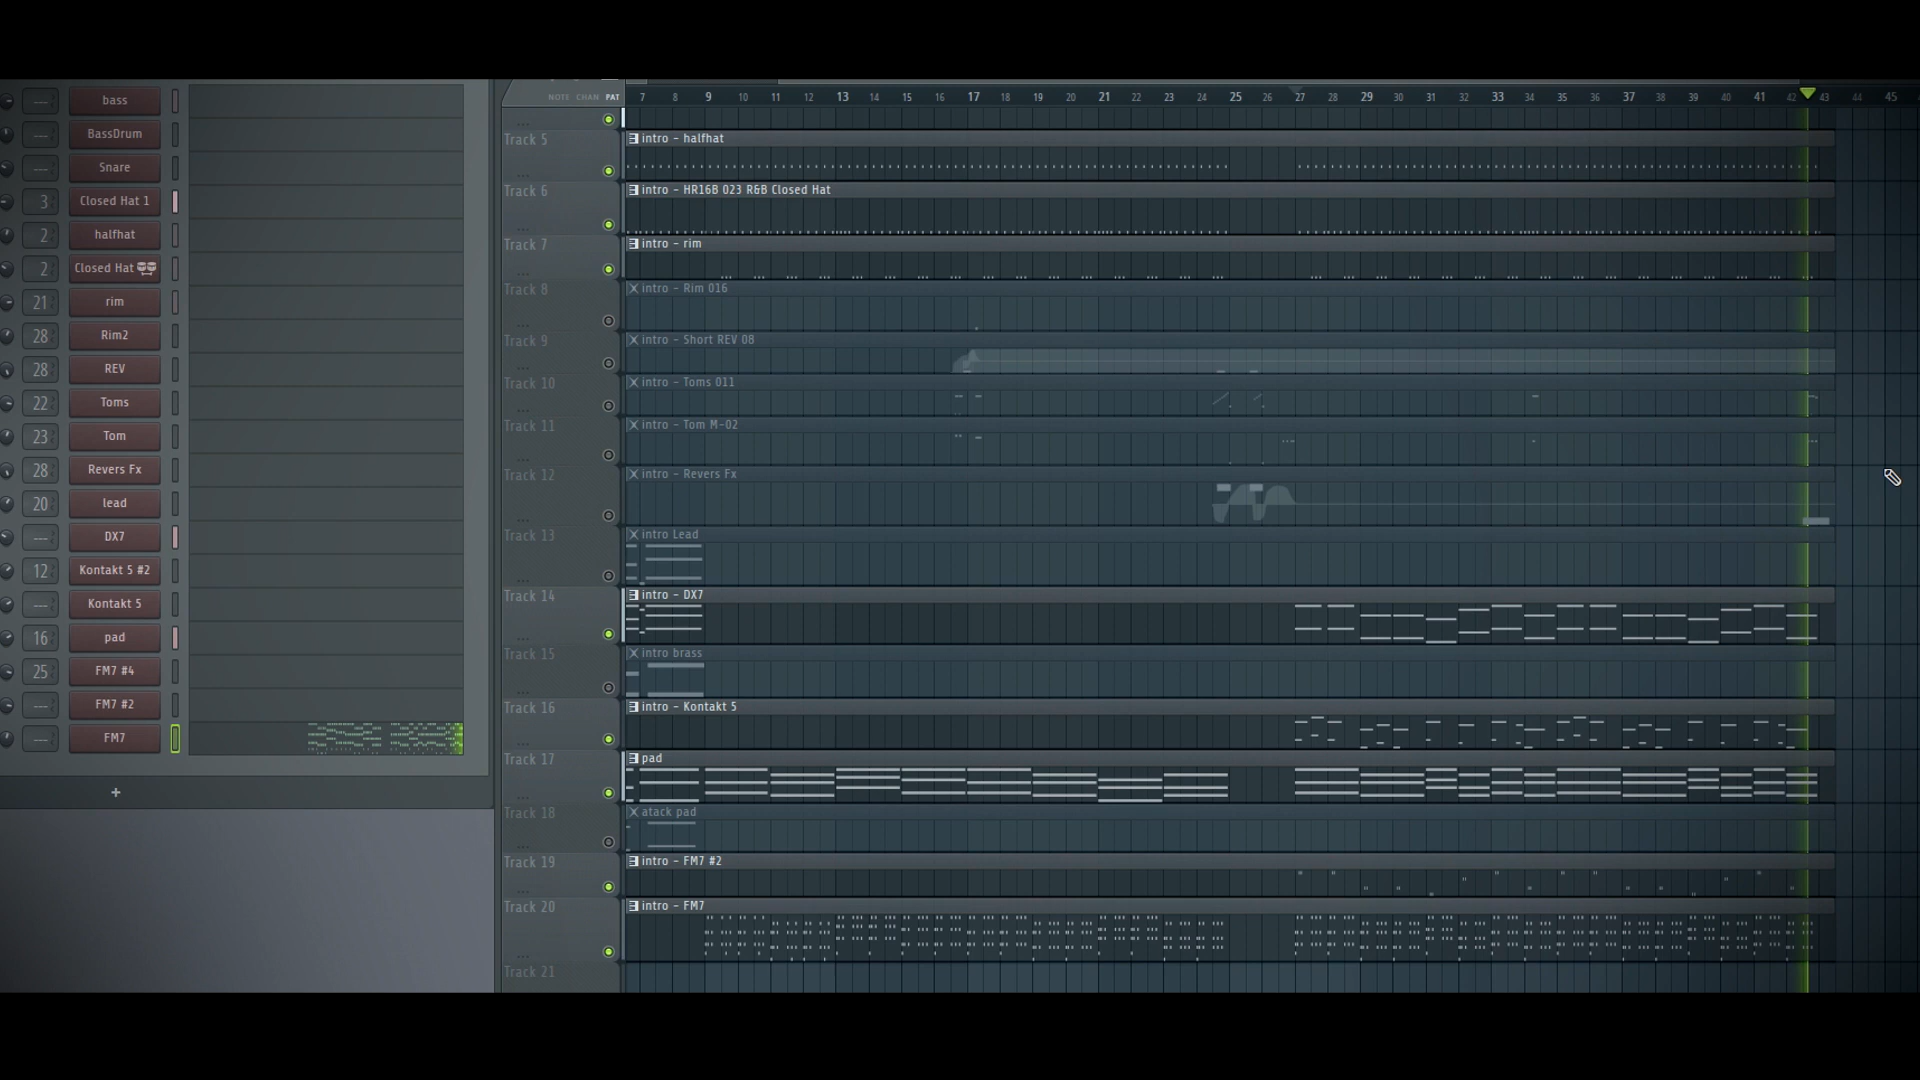 NOTE CHAN PAT
7 8 9 10 11 12 13 14 15 16 17 18 19 20 21 22 23 24 25 26 27 28 29 30 31 32 33 34 35 36 37 38 39 40 41 42 43 44 45
--- bass
--- BassDrum
--- Snare
3 Closed Hat 1
2 halfhat
2 Closed Hat
21 rim
28 Rim2
28 REV
22 Toms
23 Tom
28 Revers Fx
20 lead
--- DX7
12 Kontakt 5 #2
--- Kontakt 5
16 pad
25 FM7 #4
--- FM7 #2
--- FM7
+
Track 5 intro - halfhat
Track 6 intro - HR16B 023 R&B Closed Hat
Track 7 intro - rim
Track 8 intro - Rim 016
Track 9 intro - Short REV 08
Track 10 intro - Toms 011
Track 11 intro - Tom M-02
Track 12 intro - Revers Fx
Track 13 intro Lead
Track 14 intro - DX7
Track 15 intro brass
Track 16 intro - Kontakt 5
Track 17 pad
Track 18 atack pad
Track 19 intro - FM7 #2
Track 20 intro - FM7
Track 21